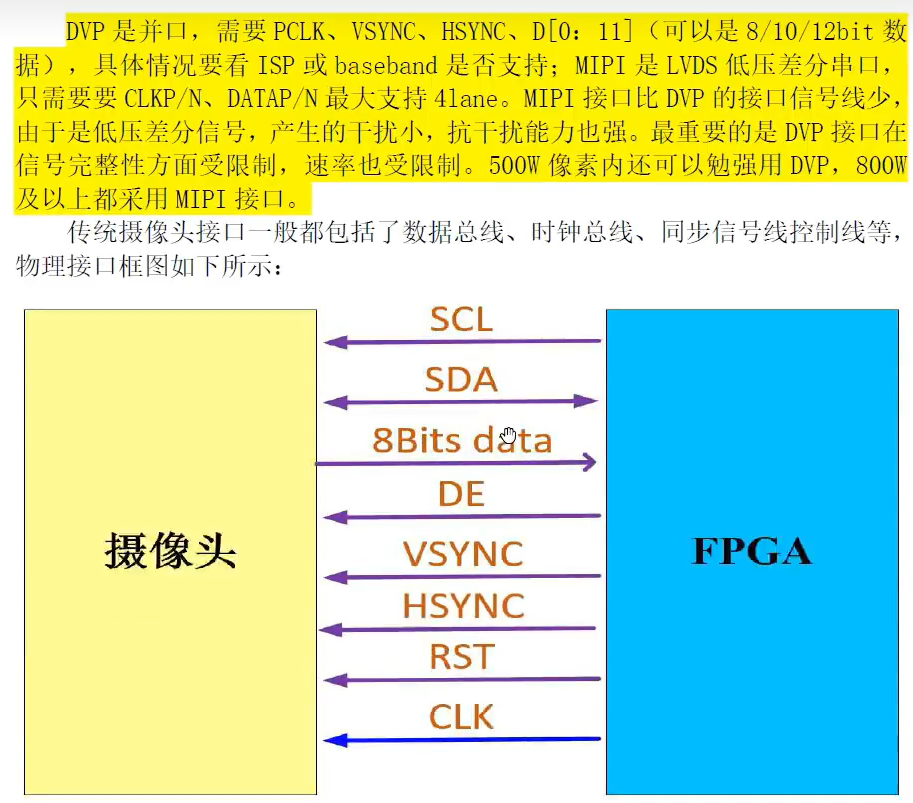 DVP 是并口，需要 PCLK、VSYNC、HSYNC、D[0：11]（可以是 8/10/12bit 数
据），具体情况要看 ISP 或 baseband 是否支持；MIPI 是 LVDS 低压差分串口，
只需要要 CLKP/N、DATAP/N 最大支持 4lane。MIPI 接口比 DVP 的接口信号线少，
由于是低压差分信号，产生的干扰小，抗干扰能力也强。最重要的是 DVP 接口在
信号完整性方面受限制，速率也受限制。500W 像素内还可以勉强用 DVP，800W
及以上都采用 MIPI 接口。
传统摄像头接口一般都包括了数据总线、时钟总线、同步信号线控制线等，
物理接口框图如下所示：
SCL
SDA
8Bits data
DE
摄像头
VSYNC
FPGA
HSYNC
RST
CLK